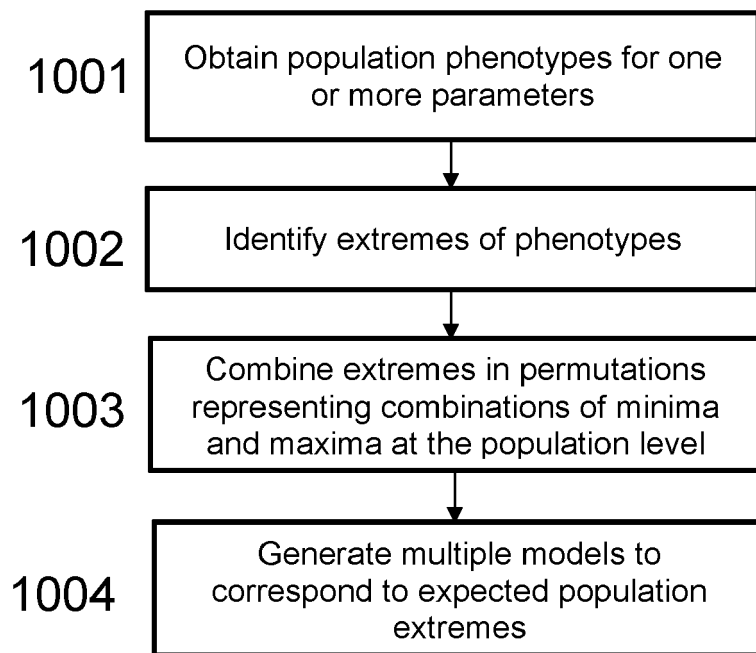 1001
Obtain population phenotypes for one
or more parameters
1002
Identify extremes of phenotypes
1003
Combine extremes in permutations
representing combinations of minima
and maxima at the population level
1004
Generate multiple models to
correspond to expected population
extremes